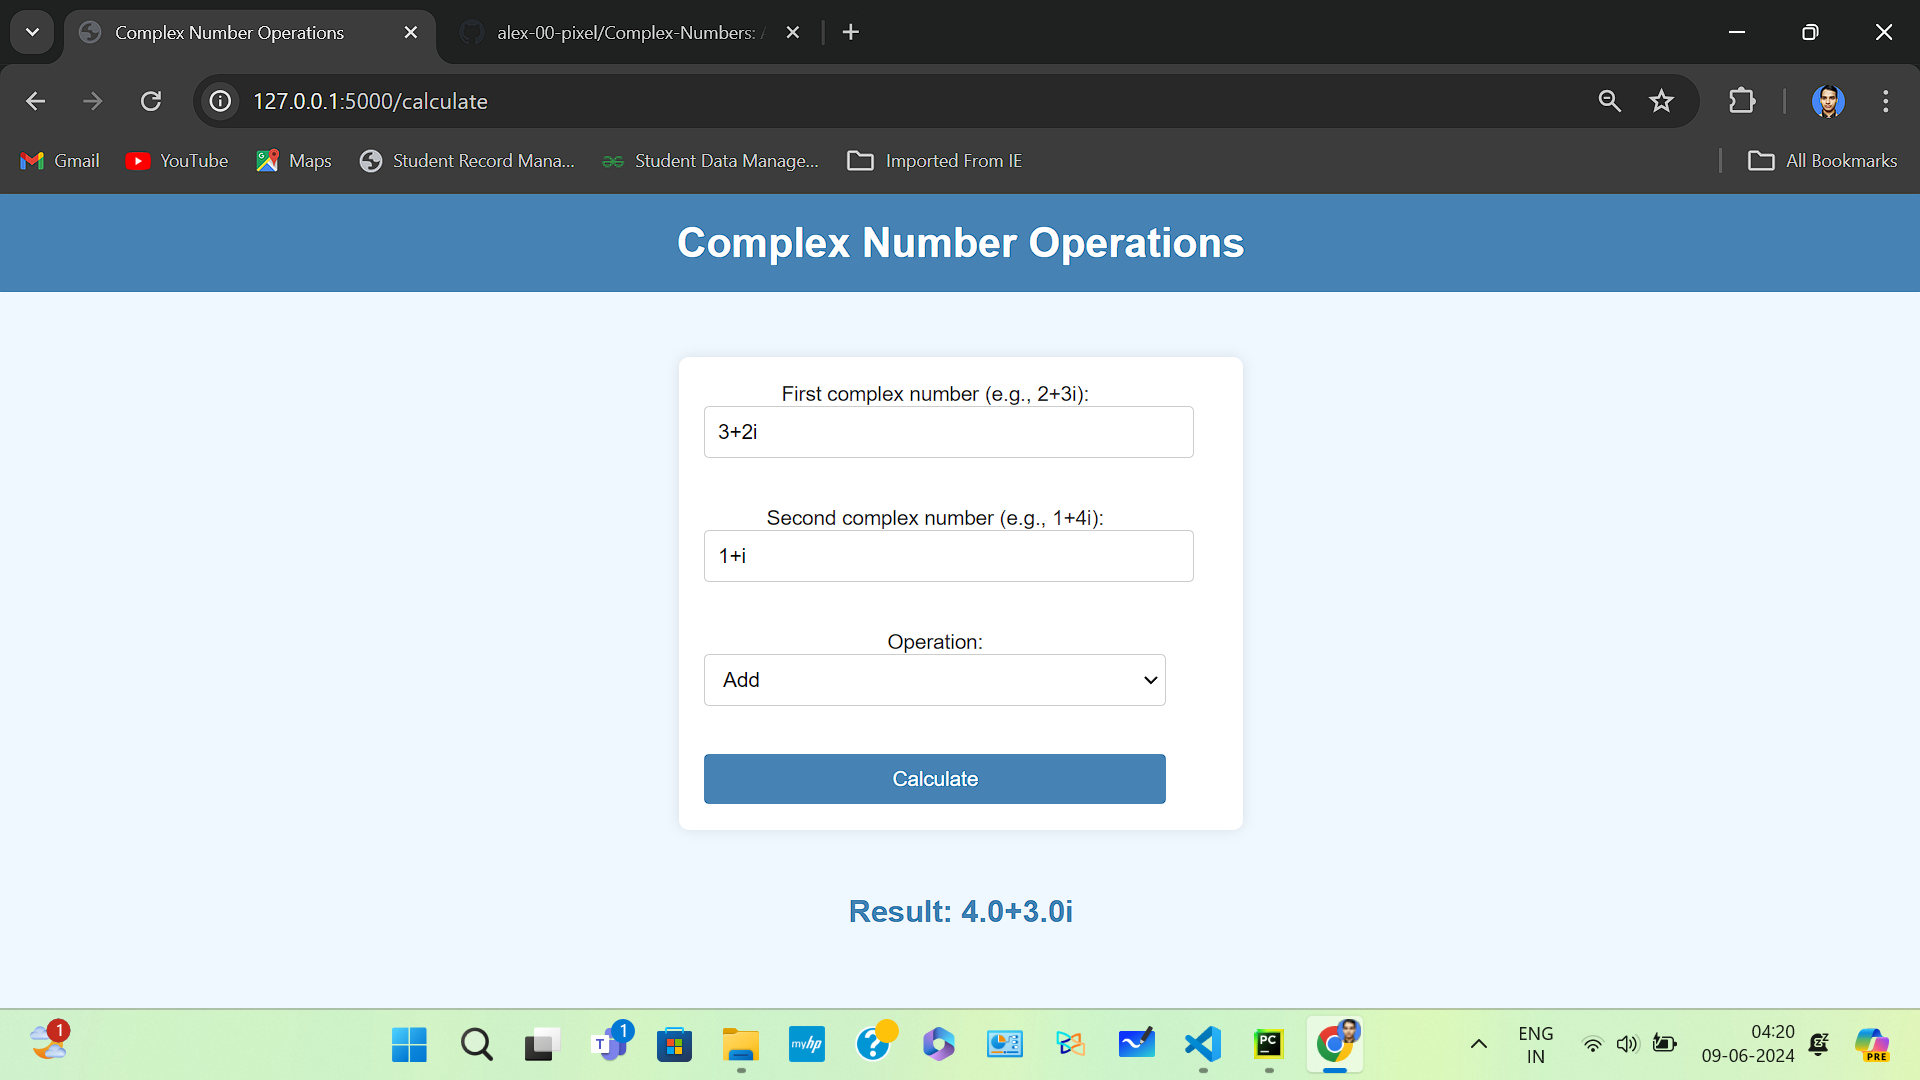 Complex Number Operations
alex-00-pixel/Complex-Numbers:
127.0.0.1:5000/calculate
Gmail YouTube Maps Student Record Mana... Student Data Manage... Imported From IE All Bookmarks
Complex Number Operations
First complex number (e.g., 2+3i):
3+2i
Second complex number (e.g., 1+4i):
1+i
Operation:
Add
Calculate
Result: 4.0+3.0i
1
T
1
myhp
?
PC
ENG
IN
04:20
09-06-2024
PRE